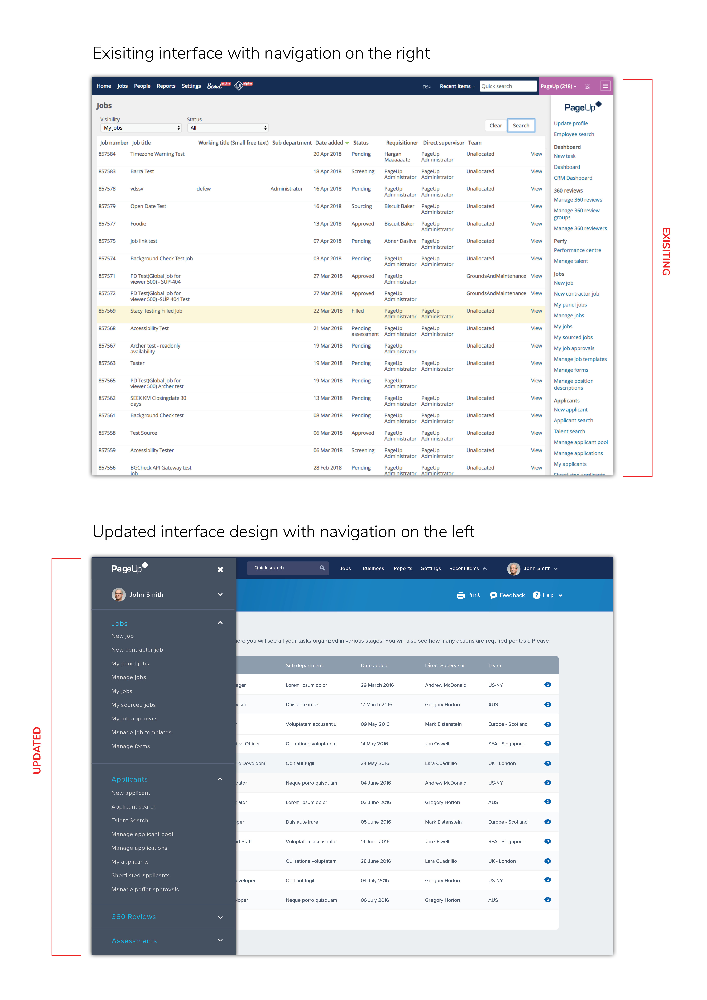 Exisiting interface with navigation on the right
Home Jobs People Reports Settings Scout alpha UI alpha Recent items Quick search PageUp (218)
Jobs
Visibility Status
My jobs All Clear Search
Job number Job title Working title (Small free text) Sub department Date added Status Requisitioner Direct supervisor Team
857584 Timezone Warning Test 20 Apr 2018 Pending Hargan PageUp Unallocated View
Maaaaaate Administrator
857583 Barra Test 18 Apr 2018 Screening PageUp PageUp Unallocated View
Administrator Administrator
857578 vdssv defew Administrator 16 Apr 2018 Pending PageUp PageUp Unallocated View
Administrator Administrator
857579 Open Date Test 16 Apr 2018 Sourcing Biscuit Baker PageUp Unallocated View
Administrator
857577 Foodie 13 Apr 2018 Approved Biscuit Baker PageUp Unallocated View
Administrator
857575 job link test 07 Apr 2018 Pending Abner Dasilva PageUp Unallocated View
Administrator
857574 Background Check Test Job 03 Apr 2018 Pending PageUp PageUp Unallocated View
Administrator Administrator
857571 PD Test(Global job for 27 Mar 2018 Approved PageUp GroundsAndMaintenance View
viewer 500) - SUP-404 Administrator
857572 PD Test(Global job for 27 Mar 2018 Approved PageUp GroundsAndMaintenance View
viewer 500) -SUP 404 Test Administrator
857569 Stacy Testing Filled Job 22 Mar 2018 Filled PageUp PageUp Unallocated View
Administrator Administrator
857568 Accessibility Test 21 Mar 2018 Pending PageUp PageUp Unallocated View
assessment Administrator Administrator
857567 Archer test - readonly 19 Mar 2018 Pending PageUp Unallocated View
availability Administrator
857563 Taster 19 Mar 2018 Pending PageUp PageUp Unallocated View
Administrator Administrator
857565 PD Test(Global job for 19 Mar 2018 Pending PageUp View
viewer 500) Archer test Administrator
857562 SEEK KM Closingdate 30 13 Mar 2018 Pending PageUp PageUp Unallocated View
days Administrator Administrator
857561 Background Check test 08 Mar 2018 Pending PageUp PageUp Unallocated View
Administrator Administrator
857558 Test Source 06 Mar 2018 Approved PageUp PageUp Unallocated View
Administrator Administrator
857559 Accessibility Tester 06 Mar 2018 Screening PageUp PageUp Unallocated View
Administrator Administrator
857556 BGCheck API Gateway test 28 Feb 2018 Pending PageUp PageUp Unallocated View
job Administrator Administrator
PageUp
Update profile
Employee search
Dashboard
New task
Dashboard
CRM Dashboard
360 reviews
Manage 360 reviews
Manage 360 review
groups
Manage 360 reviewers
Perfy
Performance centre
Manage talent
Jobs
New job
New contractor job
My panel jobs
Manage jobs
My jobs
My sourced jobs
My job approvals
Manage job templates
Manage forms
Manage position
descriptions
Applicants
New applicant
Applicant search
Talent search
Manage applicant pool
Manage applications
My applicants
Shortlisted applicants
EXISITING
Updated interface design with navigation on the left
UPDATED
PageUp
John Smith
Jobs
New job
New contractor job
My panel jobs
Manage jobs
My jobs
My sourced jobs
My job approvals
Manage job templates
Manage forms
Applicants
New applicant
Applicant search
Talent Search
Manage applicant pool
Manage applications
My applicants
Shortlisted applicants
Manage poffer approvals
360 Reviews
Assessments
Quick search Jobs Business Reports Settings Recent Items John Smith
Print Feedback ? Help
ere you will see all your tasks organized in various stages. You will also see how many actions are required per task. Please
Sub department Date added Direct Supervisor Team
ager Lorem ipsum dolor 29 March 2016 Andrew McDonald US-NY
visor Duis aute irure 17 March 2016 Gregory Horton AUS
r Voluptatem accusantiu 09 May 2016 Mark Eistenstein Europe - Scotland
ical Officer Qui ratione voluptatem 14 May 2016 Jim Oswell SEA - Singapore
re Developm Odit aut fugit 24 May 2016 Lara Cuadrillio UK - London
rator Neque porro quisquam 04 June 2016 Andrew McDonald US-NY
rator Lorem ipsum dolor 03 June 2016 Gregory Horton AUS
oper Duis aute irure 05 June 2016 Mark Eistenstein Europe - Scotland
ort Staff Voluptatem accusantiu 14 June 2016 Jim Oswell SEA - Singapore
Qui ratione voluptatem 28 June 2016 Lara Cuadrillio UK - London
eveloper Odit aut fugit 04 July 2016 Gregory Horton US-NY
loper Neque porro quisquam 06 July 2016 Gregory Horton AUS